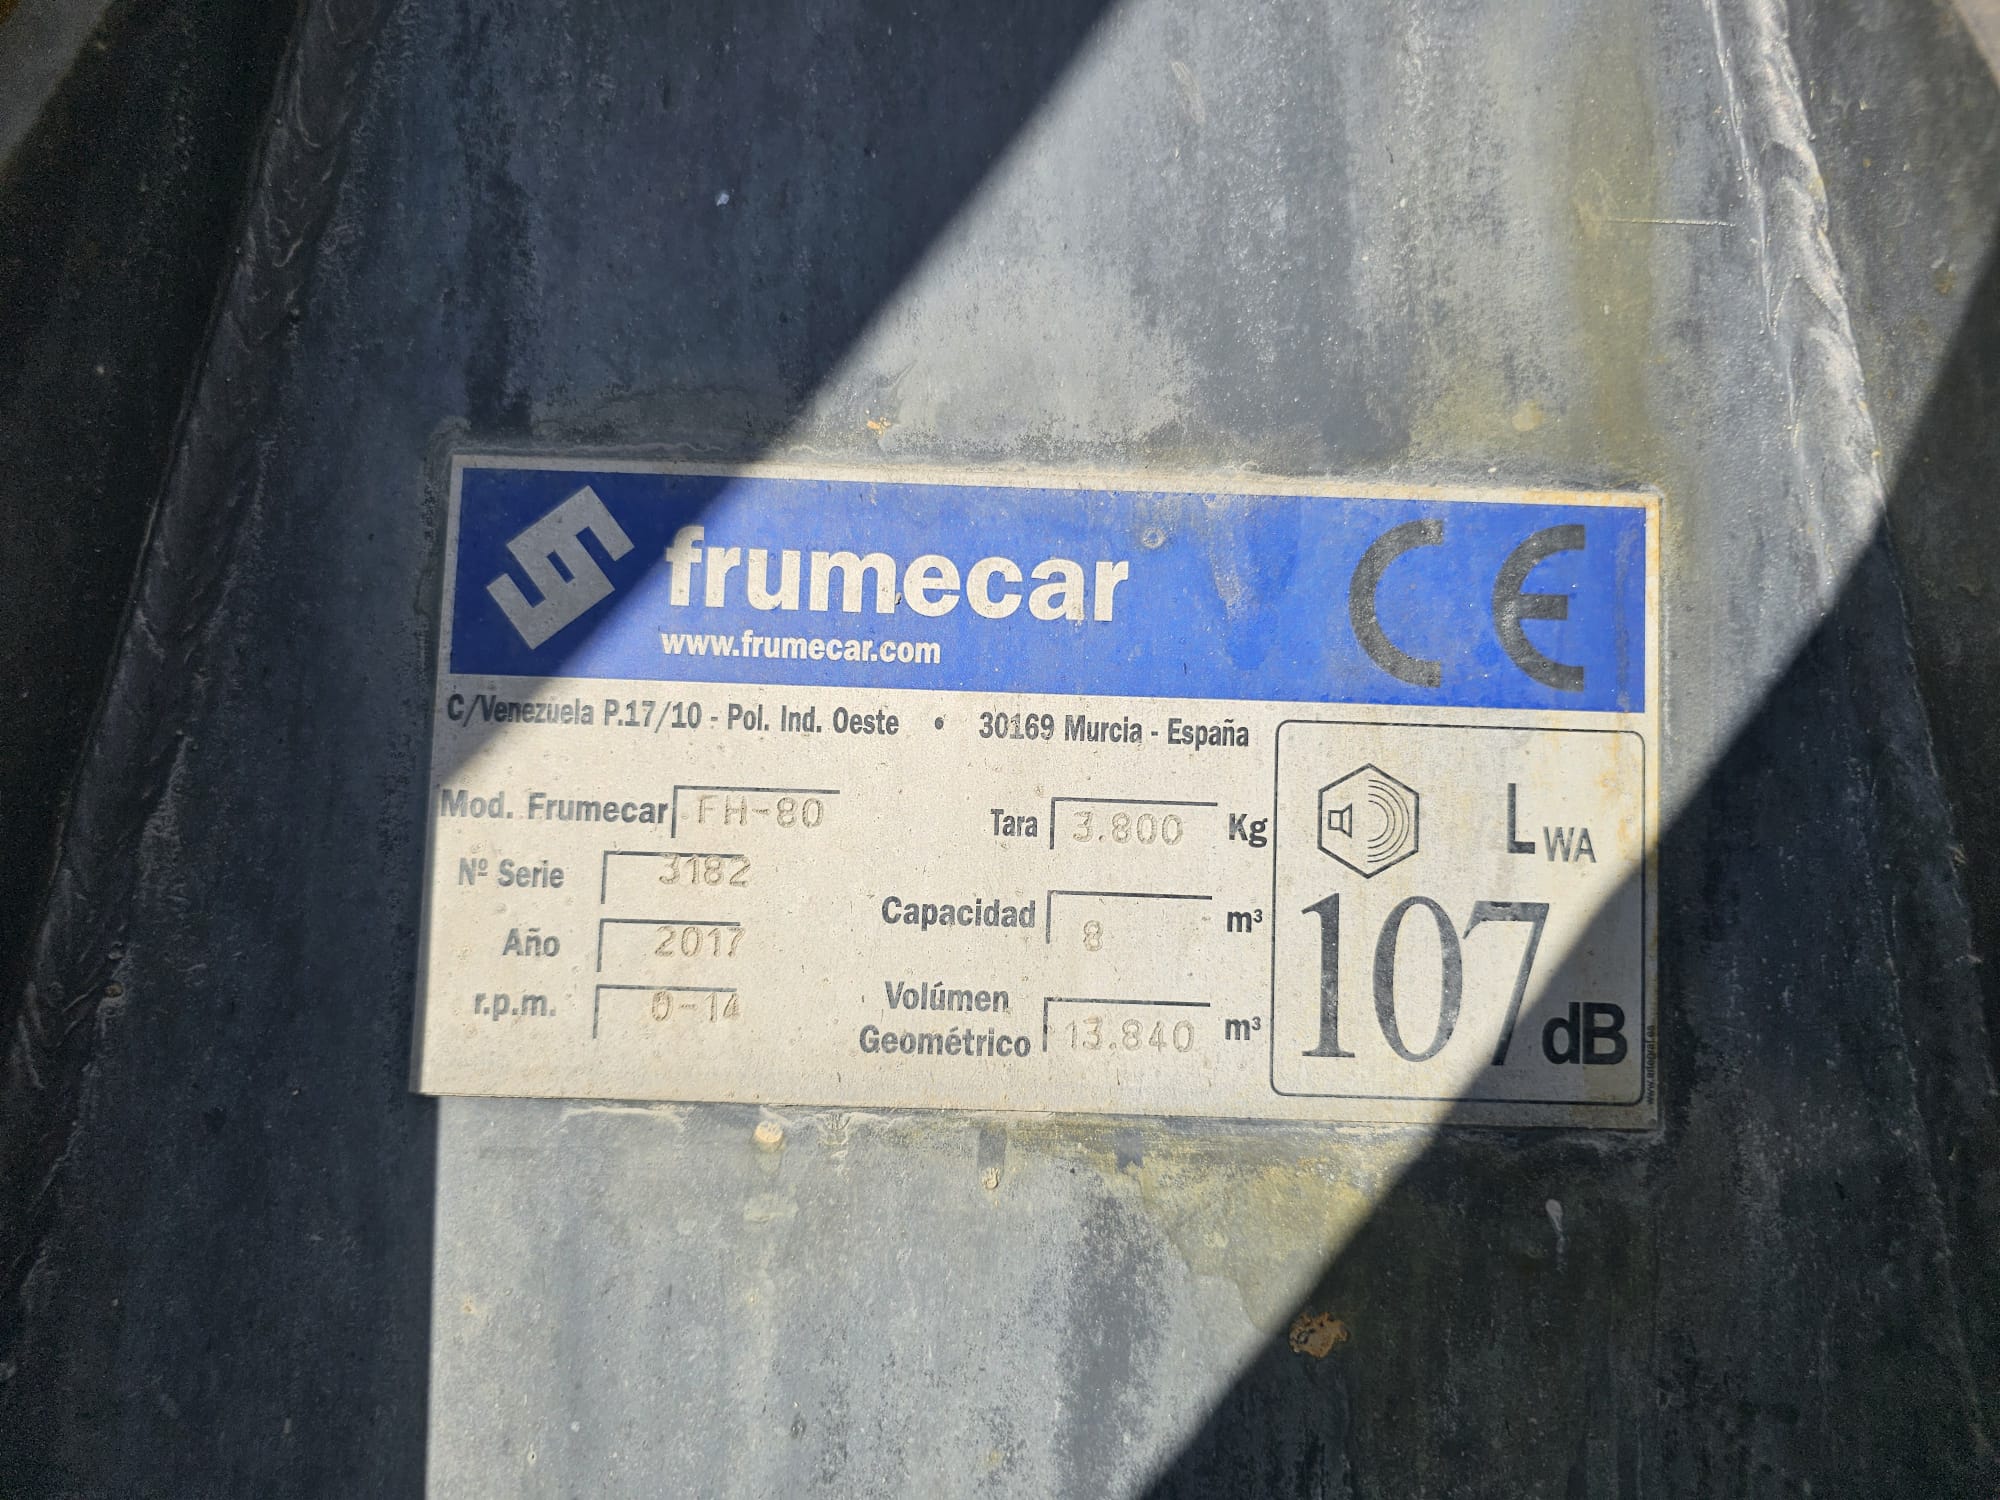 frumecar
www.frumecar.com
CE
C/Venezuela P.17/10 - Pol. Ind. Oeste • 30169 Murcia - España
Mod. Frumecar FH-80
Nº Serie 3182
Año 2017
r.p.m. 0-14
Tara 3.800 Kg
Capacidad 8 m³
Volúmen
Geométrico 13.840 m³
LWA
107 dB